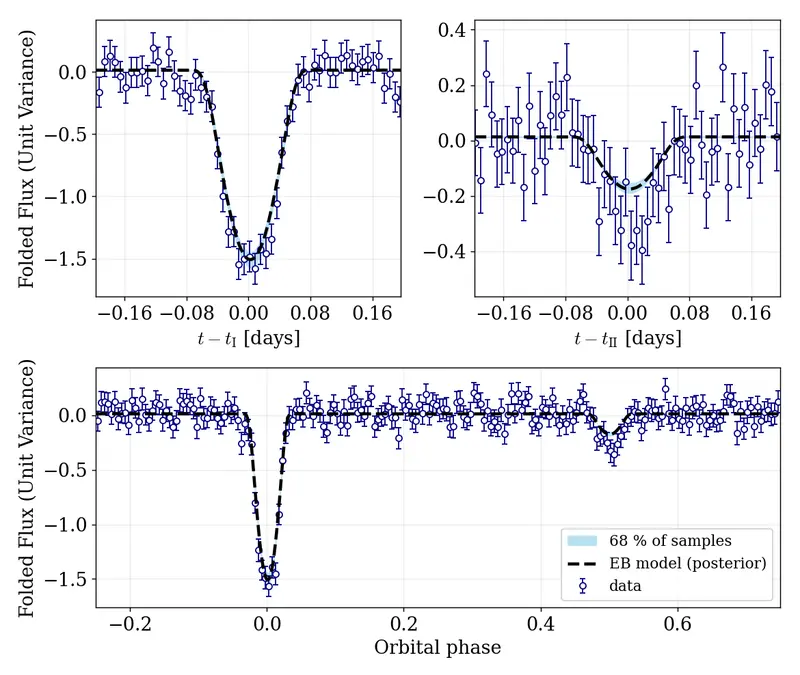 Folded Flux (Unit Variance)
0.0
−0.5
−1.0
−1.5
−0.16 −0.08 0.00 0.08 0.16
t − t_I [days]
0.4
0.2
0.0
−0.2
−0.4
−0.16 −0.08 0.00 0.08 0.16
t − t_II [days]
Folded Flux (Unit Variance)
0.0
−0.5
−1.0
−1.5
68 % of samples
EB model (posterior)
data
−0.2 0.0 0.2 0.4 0.6
Orbital phase